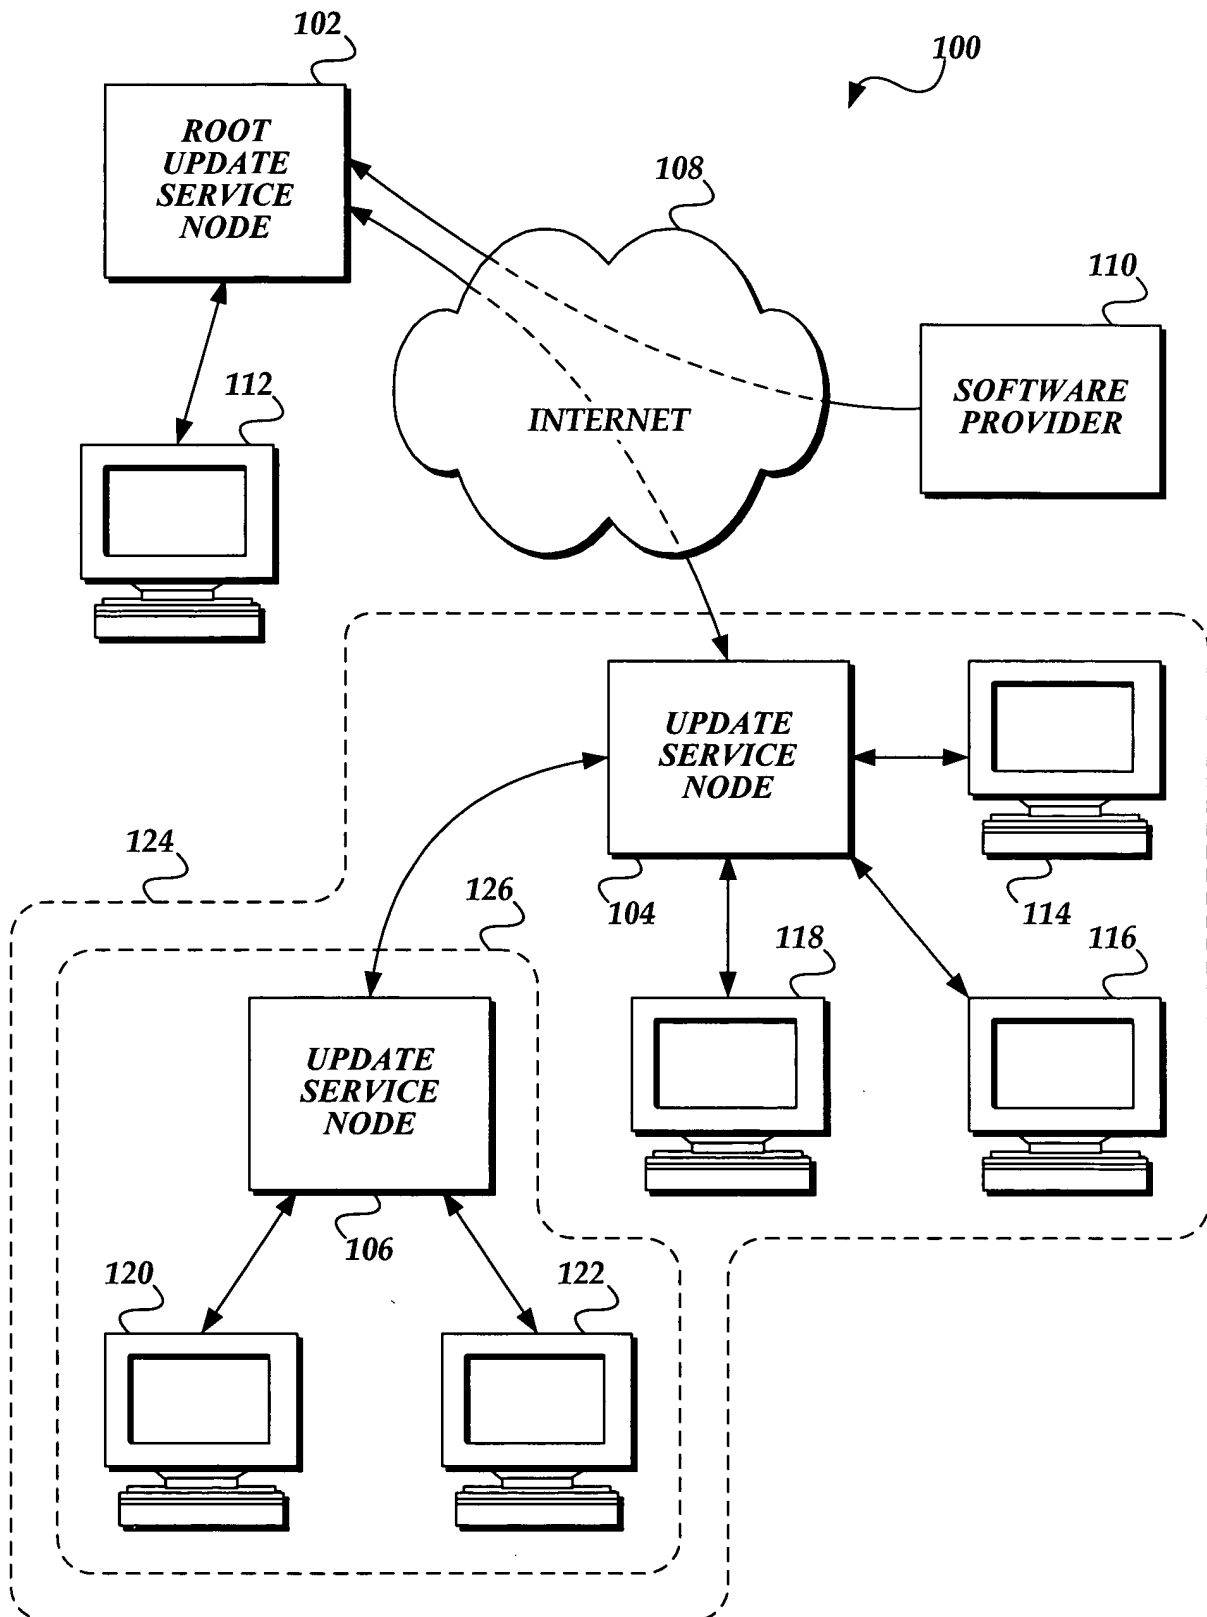 102
100
ROOT
UPDATE
SERVICE
NODE
108
110
SOFTWARE
PROVIDER
112
INTERNET
UPDATE
SERVICE
NODE
124
126
104
114
118
116
UPDATE
SERVICE
NODE
106
120
122